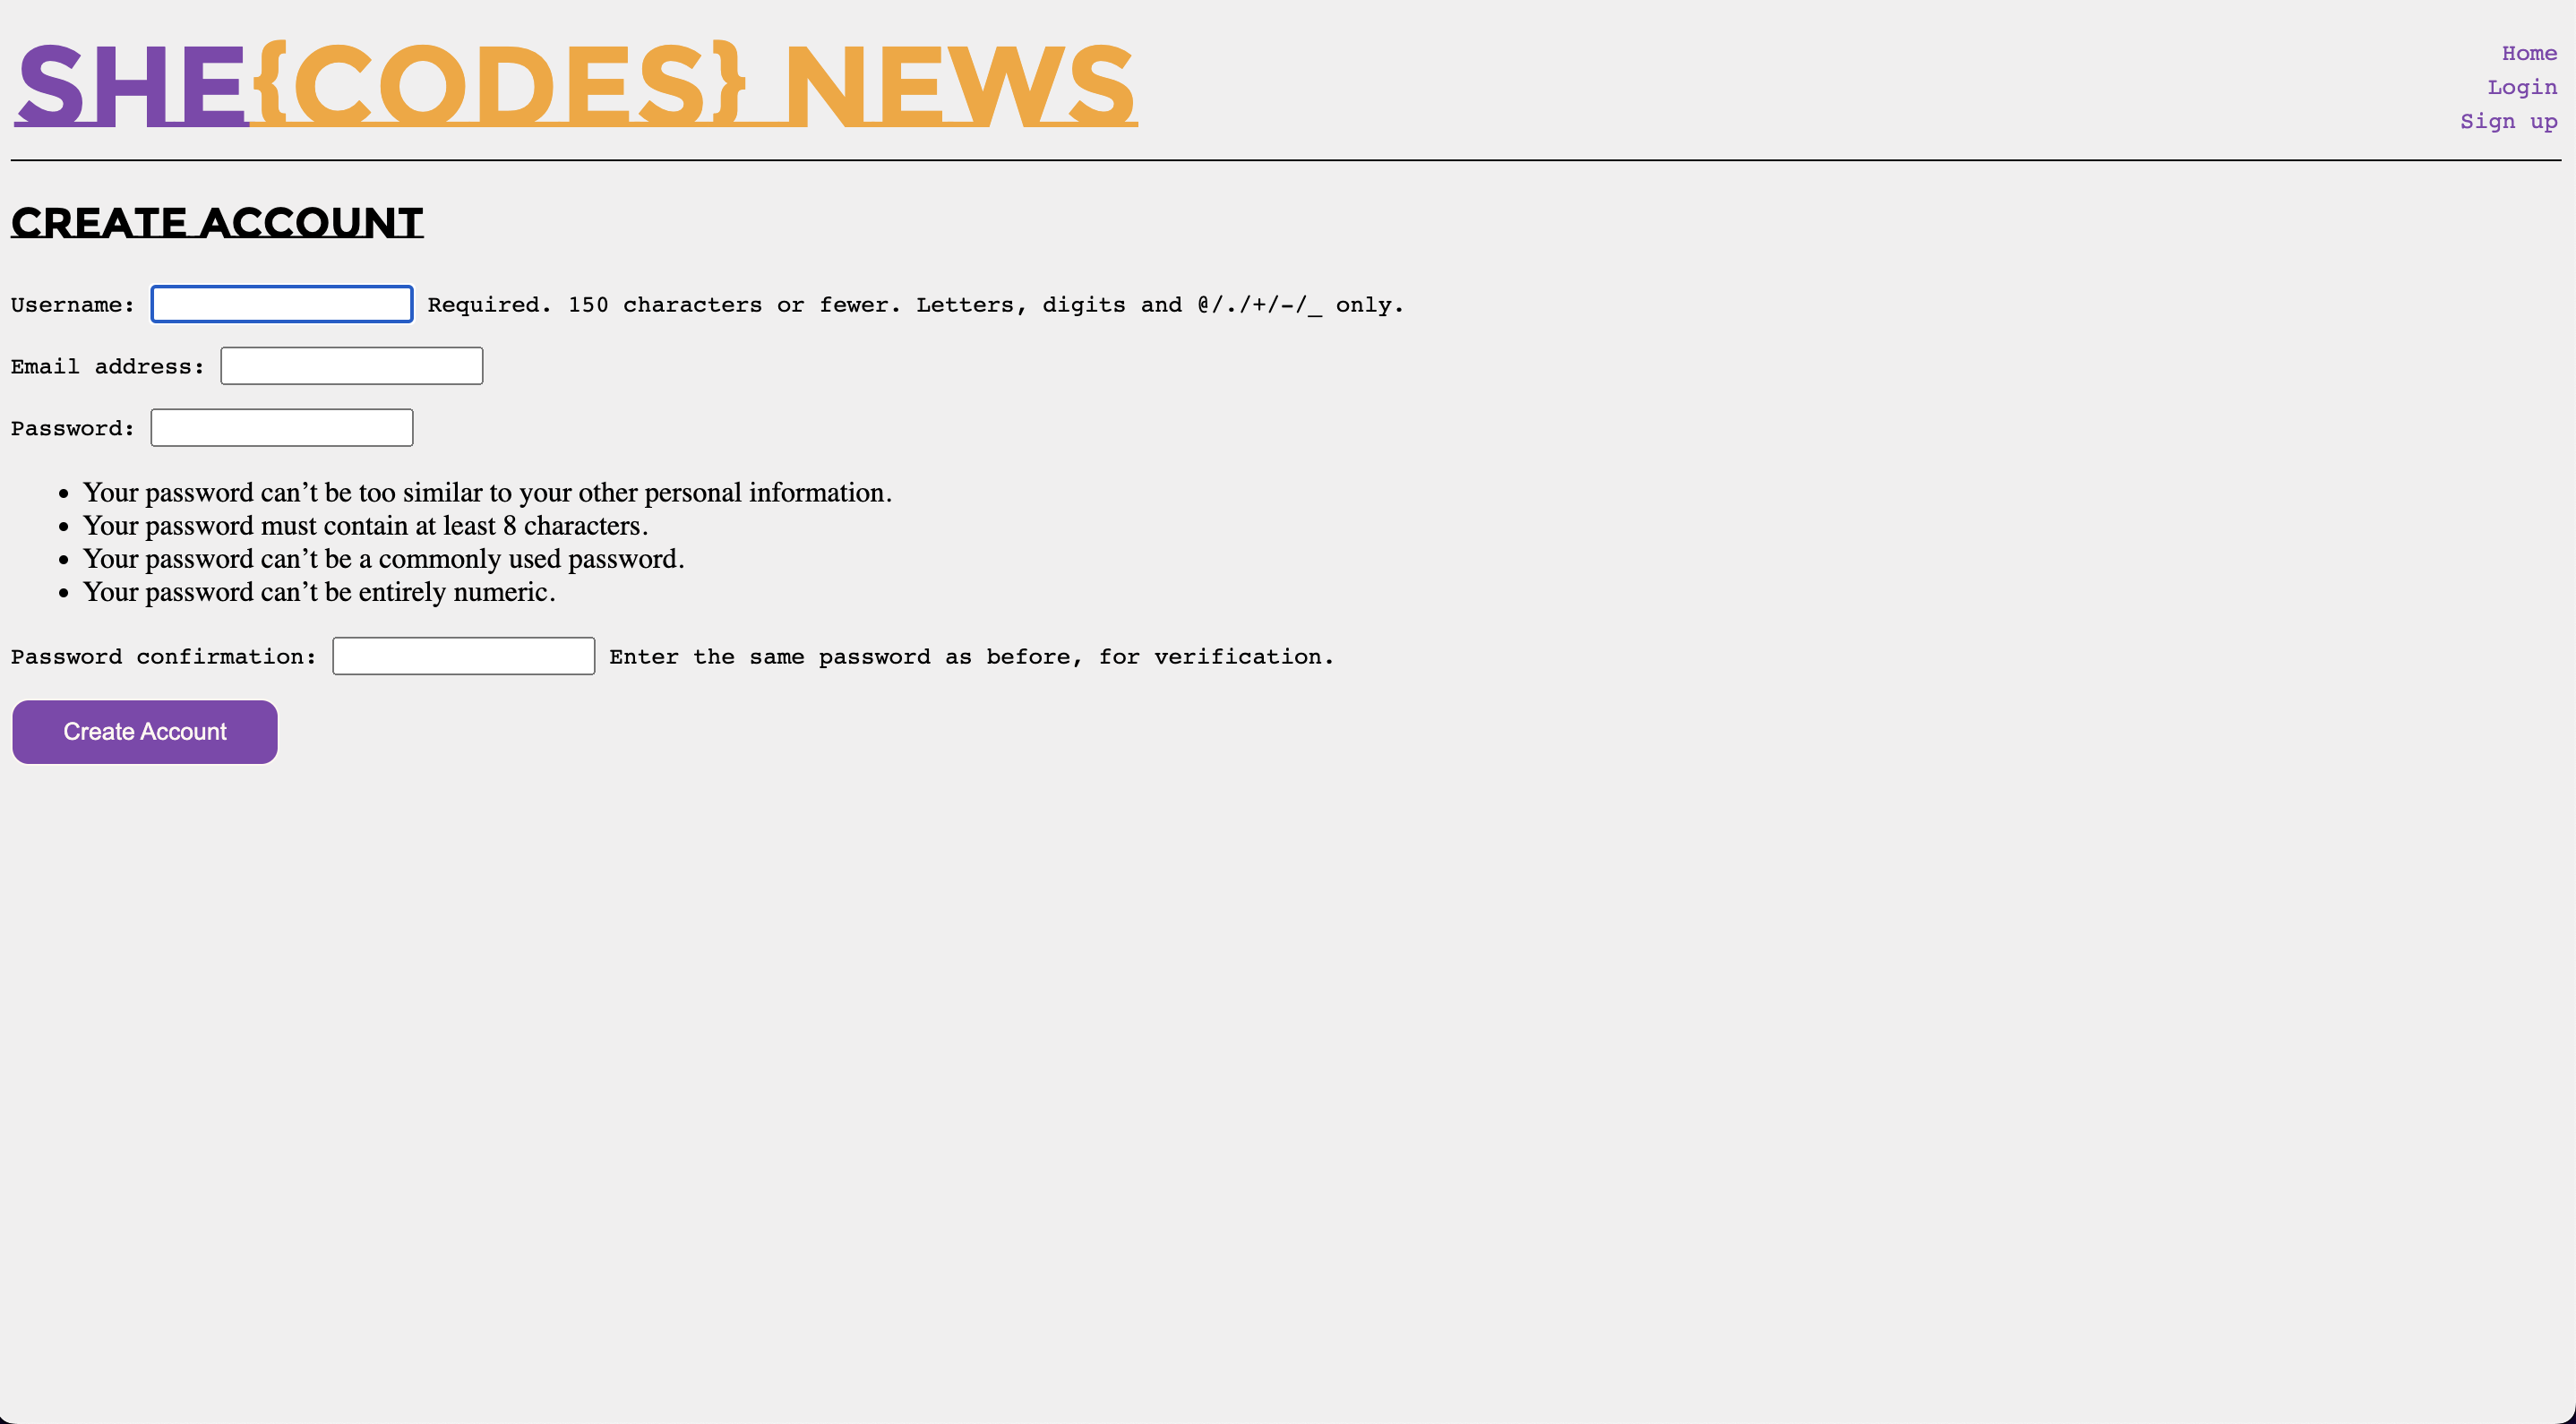 SHE{CODES} NEWS
Home
Login
Sign up
CREATE ACCOUNT
Username: Required. 150 characters or fewer. Letters, digits and @/./+/-/_ only.
Email address:
Password:
• Your password can’t be too similar to your other personal information.
• Your password must contain at least 8 characters.
• Your password can’t be a commonly used password.
• Your password can’t be entirely numeric.
Password confirmation: Enter the same password as before, for verification.
Create Account